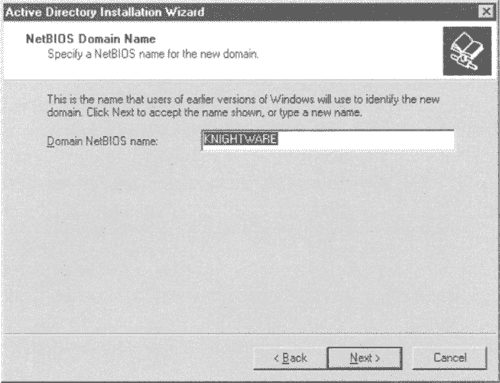 Active Directory Installation Wizard
NetBIOS Domain Name
Specify a NetBIOS name for the new domain.
This is the name that users of earlier versions of Windows will use to identify the new
domain. Click Next to accept the name shown, or type a new name.
Domain NetBIOS name:
KNIGHTWARE
< Back
Next >
Cancel